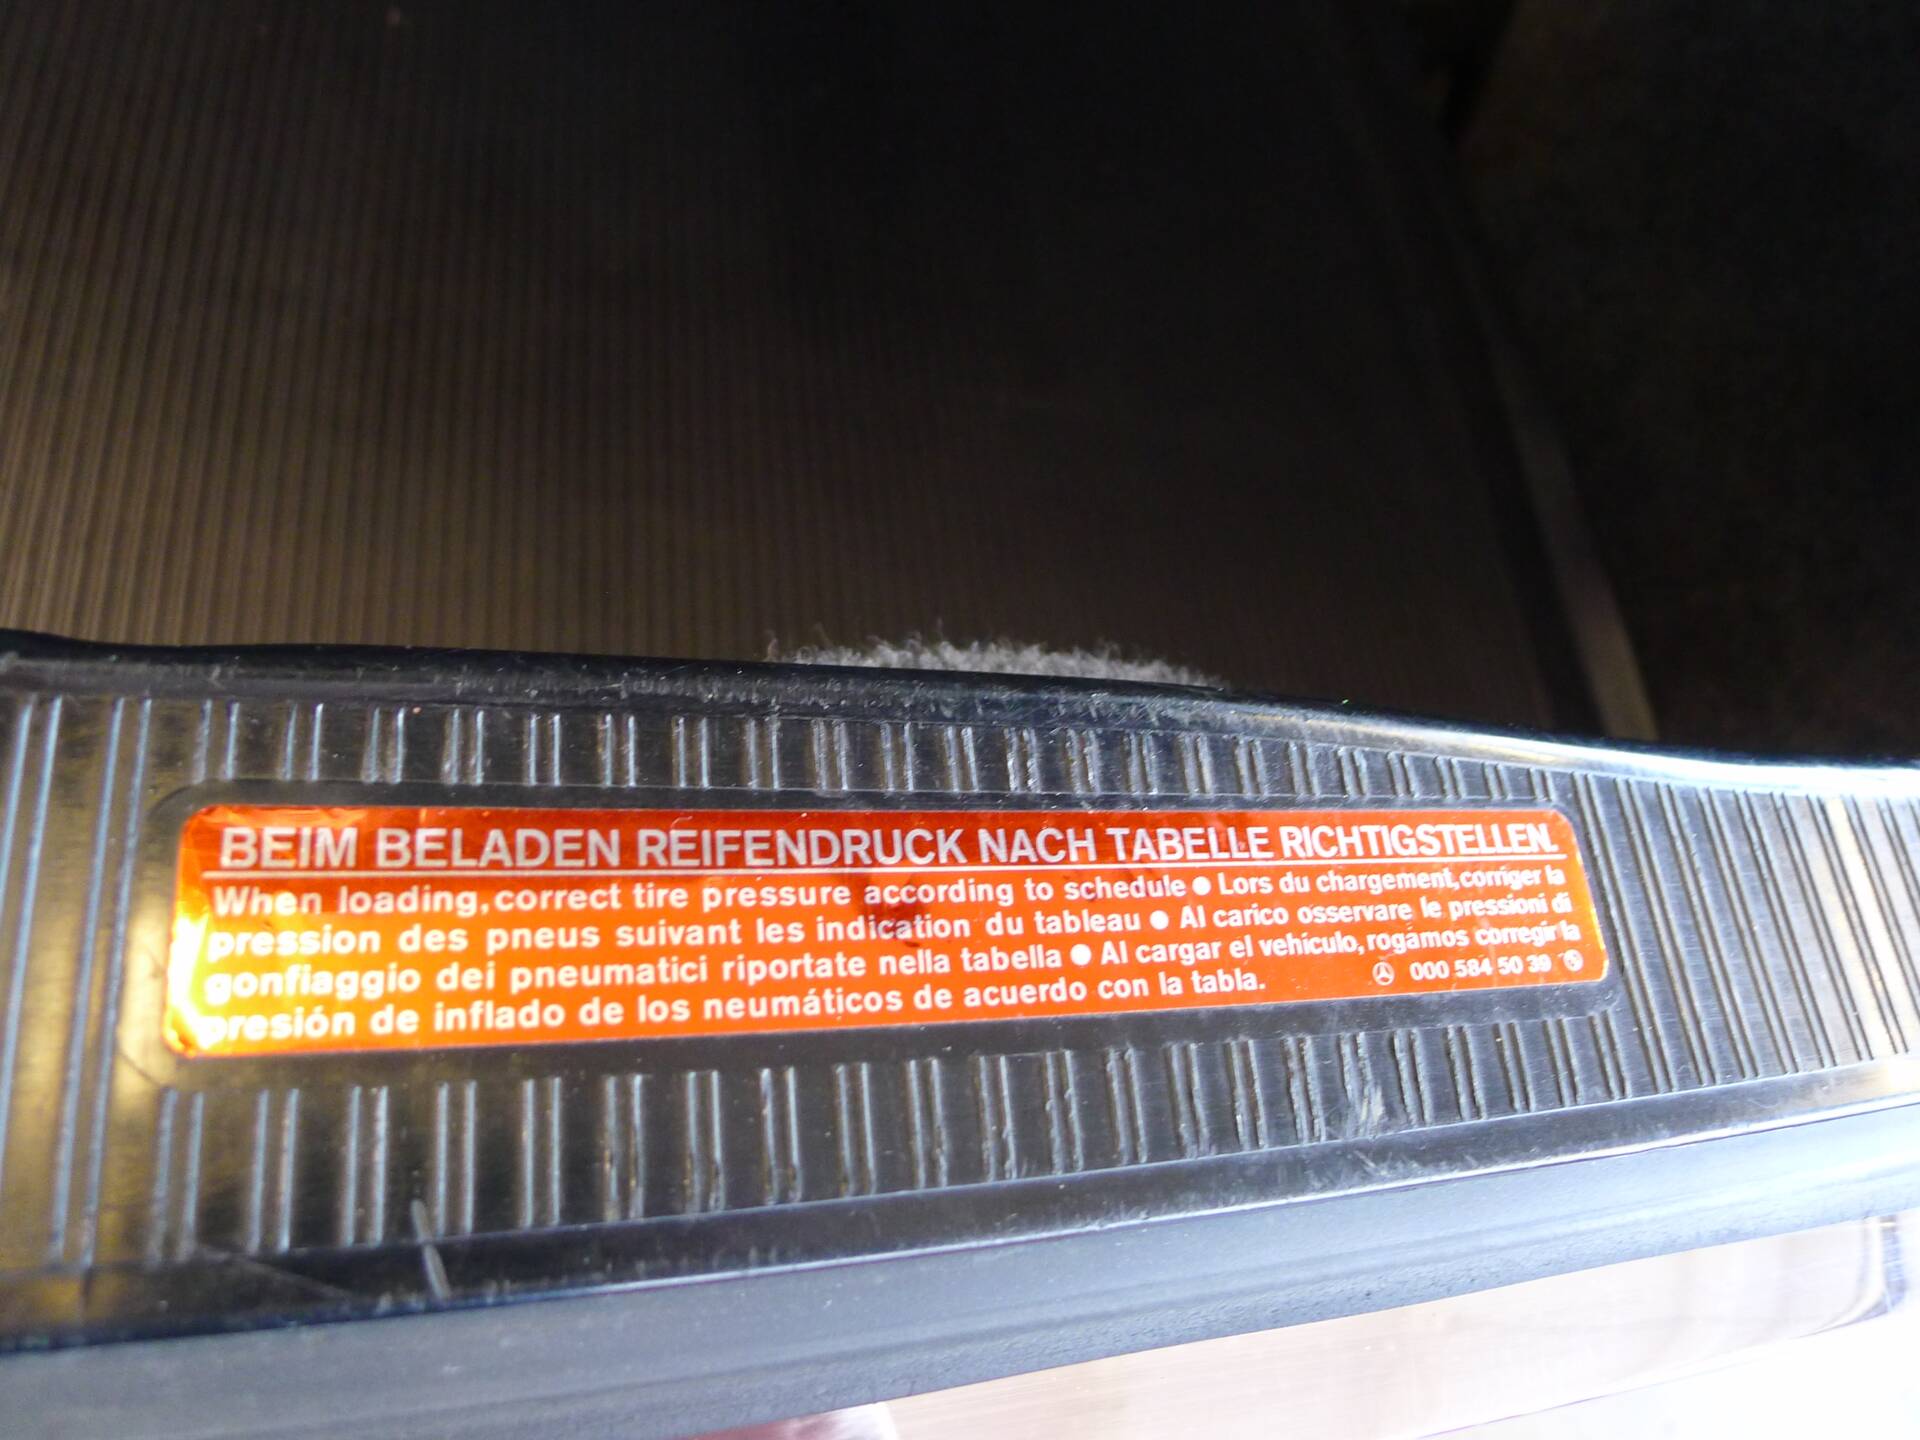 BEIM BELADEN REIFENDRUCK NACH TABELLE RICHTIGSTELLEN.
When loading, correct tire pressure according to schedule ● Lors du chargement, corriger la
pression des pneus suivant les indication du tableau ● Al carico osservare le pressioni di
gonfiaggio dei pneumatici riportate nella tabella ● Al cargar el vehiculo, rogamos corregir la
presión de inflado de los neumáticos de acuerdo con la tabla.
000 584 50 39